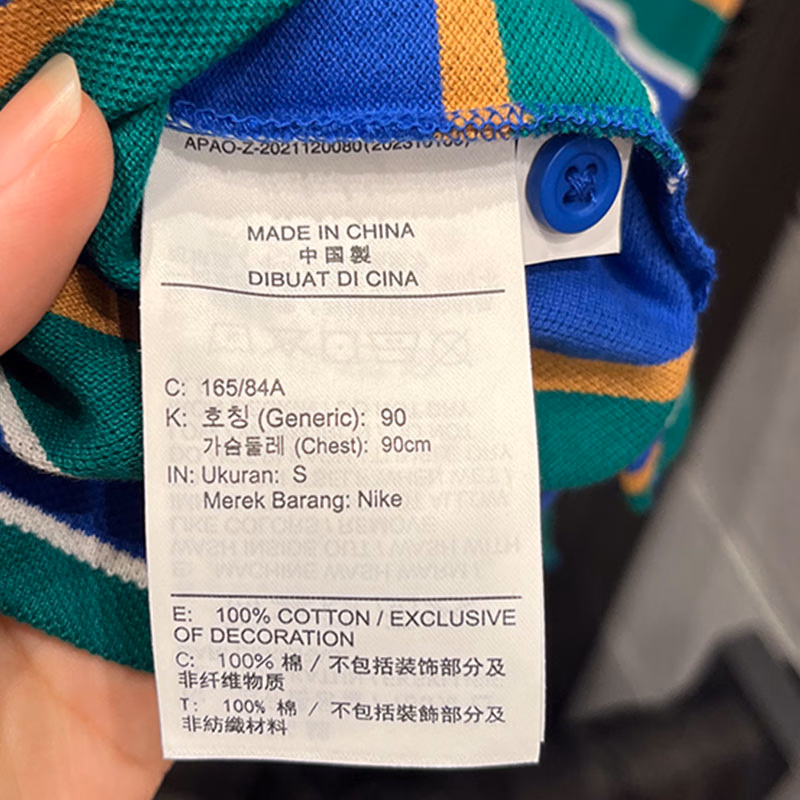 APAO-Z-2021120080(202310100)
MADE IN CHINA
中国製
DIBUAT DI CINA
C: 165/84A
K: 호칭 (Generic): 90
가슴둘레 (Chest): 90cm
IN: Ukuran: S
Merek Barang: Nike
E: 100% COTTON / EXCLUSIVE
OF DECORATION
C: 100% 棉 / 不包括装饰部分及
非纤维物质
T: 100% 棉 / 不包括裝飾部分及
非紡織材料